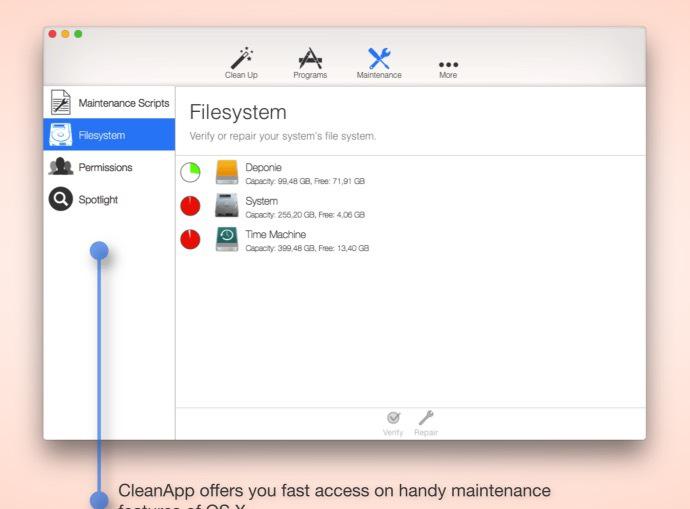 Clean Up
Programs
Maintenance
More
Maintenance Scripts
Filesystem
Permissions
Spotlight
Filesystem
Verify or repair your system's file system.
Deponie
Capacity: 99,48 GB, Free: 71,91 GB
System
Capacity: 255,20 GB, Free: 4,06 GB
Time Machine
Capacity: 399,48 GB, Free: 13,40 GB
Verify
Repair
CleanApp offers you fast access on handy maintenance
features of OS X